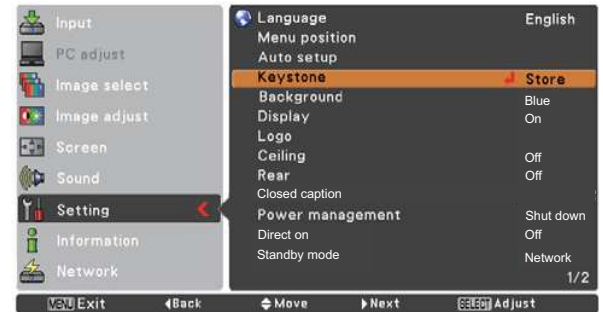 Input
PC adjust
Image select
Image adjust
Screen
Sound
Setting
Information
Network
Language English
Menu position
Auto setup
Keystone Store
Background Blue
Display On
Logo
Ceiling Off
Rear Off
Closed caption
Power management Shut down
Direct on Off
Standby mode Network
1/2
MENU Exit Back Move Next SELECT Adjust